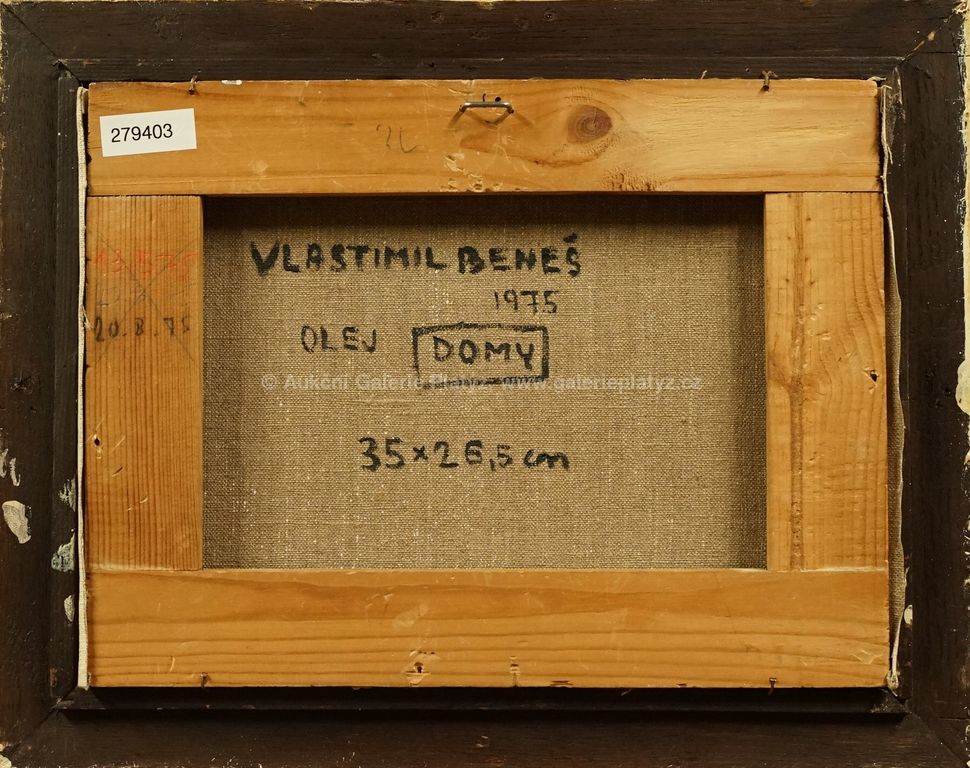 279403
VLASTIMIL BENEŠ
1975
OLEJ DOMY
20.8.75
© Aukční Galerie Platýz, www.galerieplatyz.cz
35×26,5 cm